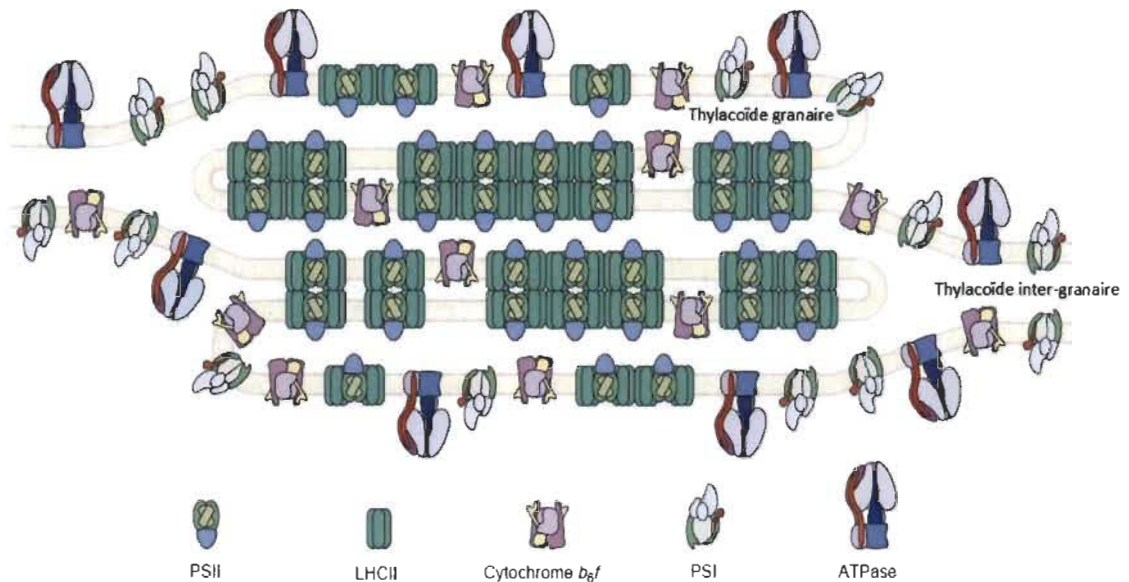 Thylacoïde granaire
Thylacoïde inter-granaire
PSII
LHCII
Cytochrome b₆f
PSI
ATPase